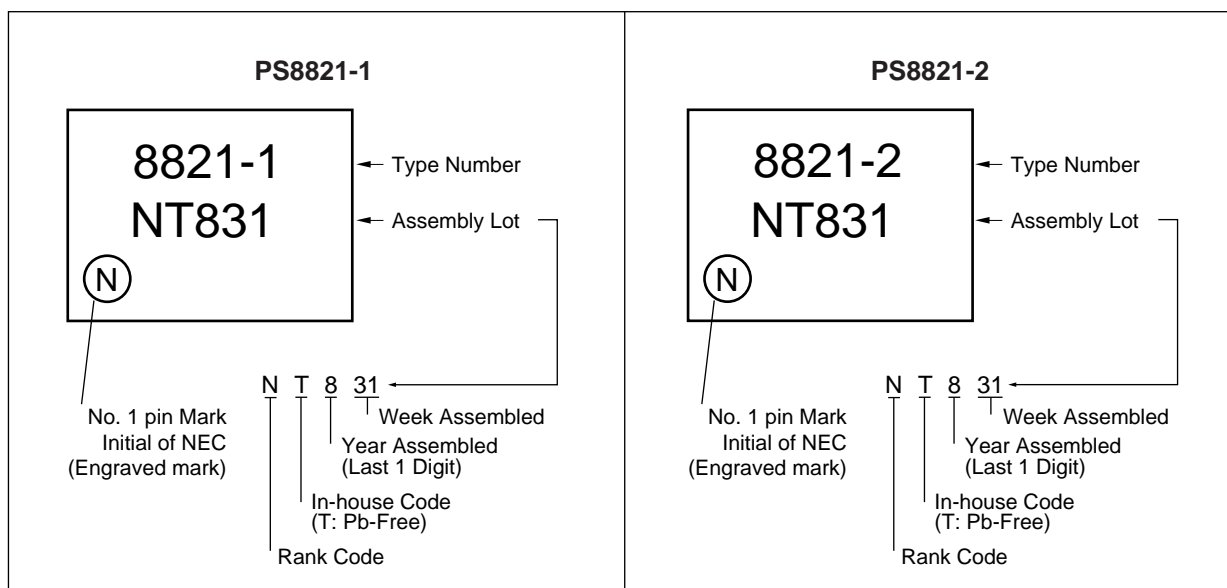 PS8821-1
8821-1
Type Number
NT831
Assembly Lot
N
N T 8 31
No. 1 pin Mark
Initial of NEC
(Engraved mark)
Week Assembled
Year Assembled
(Last 1 Digit)
In-house Code
(T: Pb-Free)
Rank Code
PS8821-2
8821-2
Type Number
NT831
Assembly Lot
N
N T 8 31
No. 1 pin Mark
Initial of NEC
(Engraved mark)
Week Assembled
Year Assembled
(Last 1 Digit)
In-house Code
(T: Pb-Free)
Rank Code